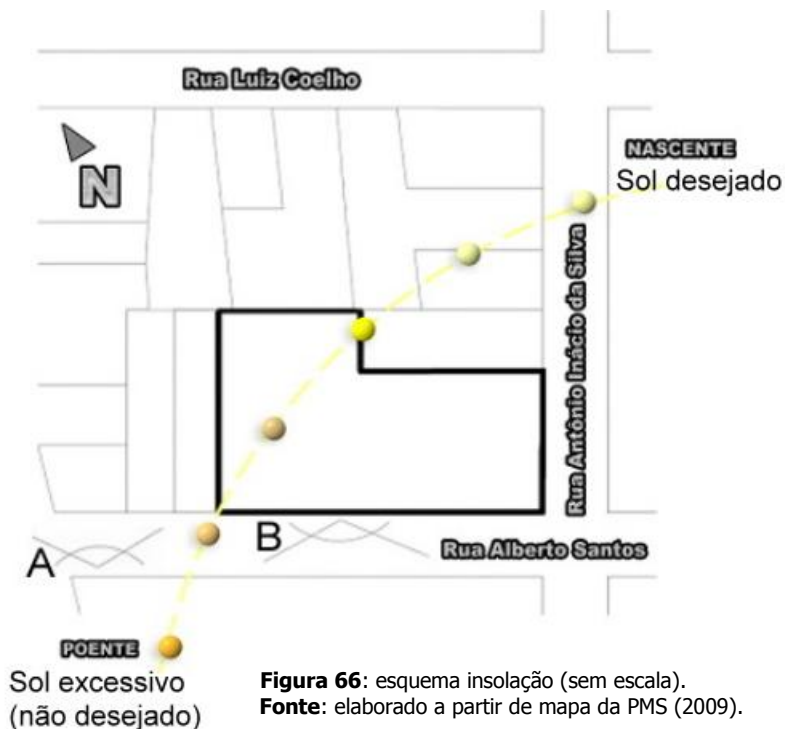 Rua Luiz Coelho
N
NASCENTE
Sol desejado
Rua Antônio Inácio da Silva
A
B
Rua Alberto Santos
POENTE
Sol excessivo
(não desejado)
Figura 66: esquema insolação (sem escala).
Fonte: elaborado a partir de mapa da PMS (2009).